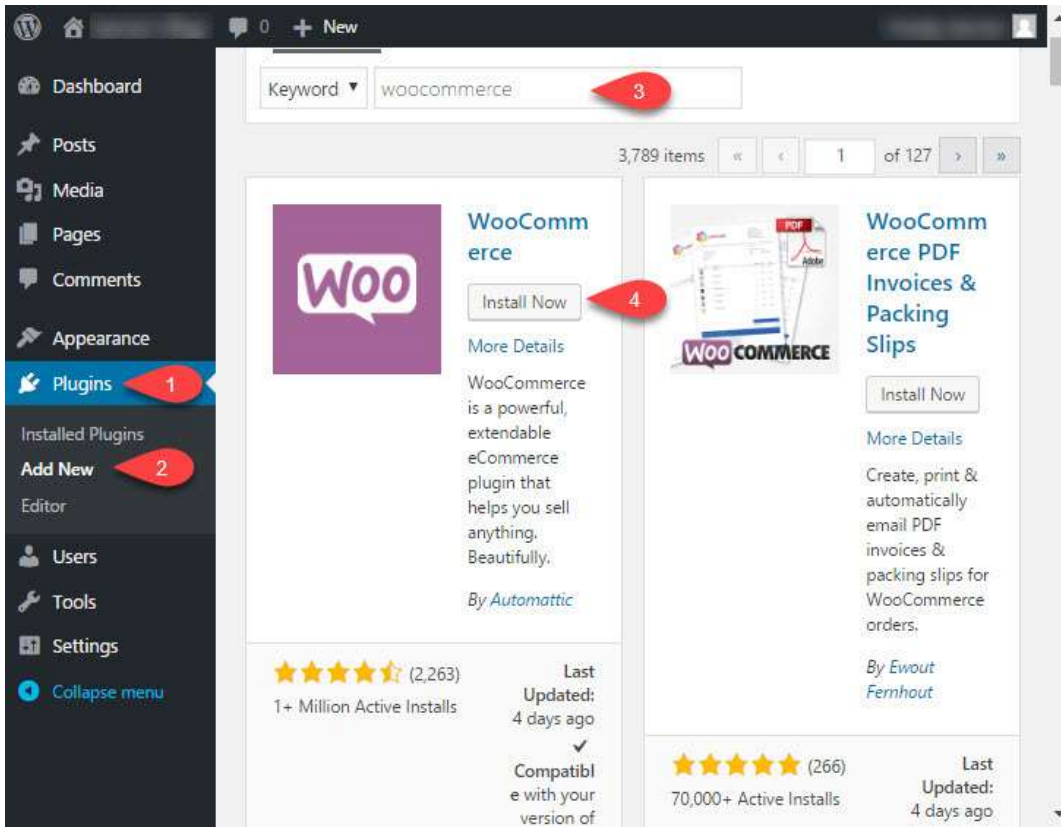 0 + New
Dashboard
Posts
Media
Pages
Comments
Appearance
Plugins 1
Installed Plugins
Add New 2
Editor
Users
Tools
Settings
Collapse menu
Keyword ▼ woocommerce 3
3,789 items « ‹ 1 of 127 › »
WOO
WooComm
erce
Install Now 4
More Details
WooCommerce
is a powerful,
extendable
eCommerce
plugin that
helps you sell
anything.
Beautifully.
By Automattic
(2,263)
1+ Million Active Installs
Last
Updated:
4 days ago
✓
Compatibl
e with your
version of
PDF
Adobe
WOO COMMERCE
WooComm
erce PDF
Invoices &
Packing
Slips
Install Now
More Details
Create, print &
automatically
email PDF
invoices &
packing slips for
WooCommerce
orders.
By Ewout
Fernhout
(266)
70,000+ Active Installs
Last
Updated:
4 days ago